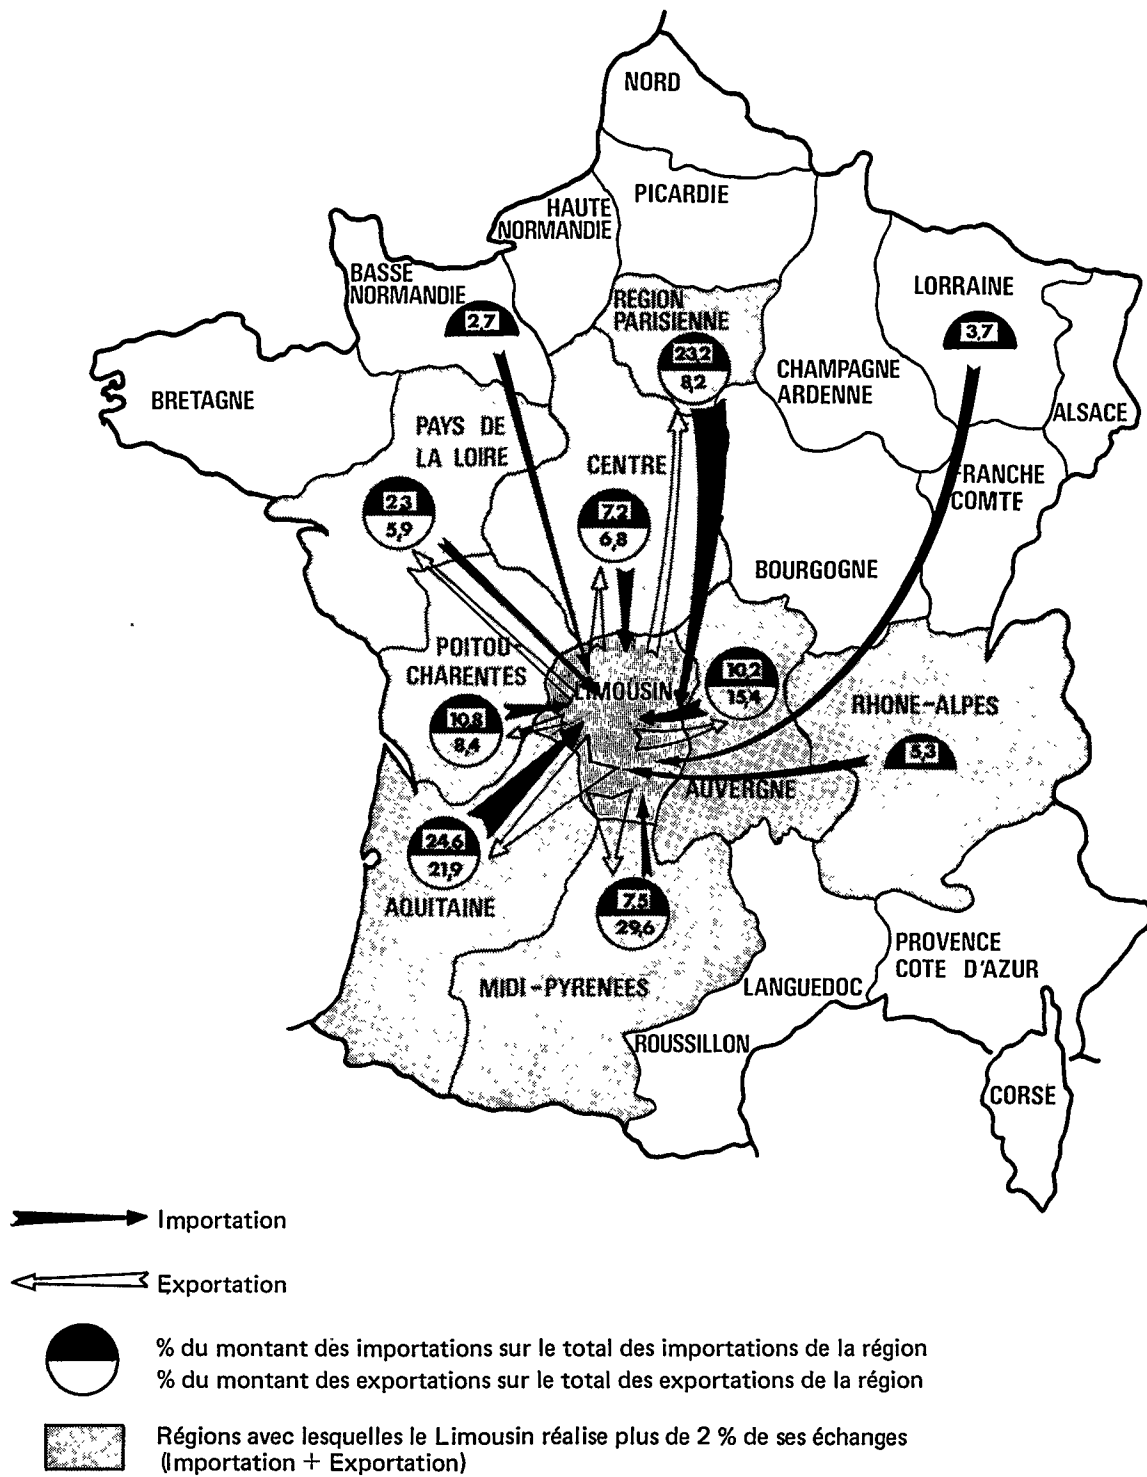 NORD
PICARDIE
HAUTE
NORMANDIE
BASSE
NORMANDIE
2,7
REGION
PARISIENNE
23,2
8,2
LORRAINE
3,7
CHAMPAGNE
ARDENNE
ALSACE
BRETAGNE
PAYS DE
LA LOIRE
2,3
5,9
CENTRE
7,2
6,8
FRANCHE
COMTE
BOURGOGNE
POITOU-
CHARENTES
10,8
8,4
LIMOUSIN
10,2
15,4
RHONE-ALPES
5,3
AUVERGNE
24,6
21,9
AQUITAINE
7,5
29,6
MIDI-PYRENEES
LANGUEDOC
ROUSSILLON
PROVENCE
COTE D'AZUR
CORSE
Importation
Exportation
% du montant des importations sur le total des importations de la région
% du montant des exportations sur le total des exportations de la région
Régions avec lesquelles le Limousin réalise plus de 2 % de ses échanges
(Importation + Exportation)